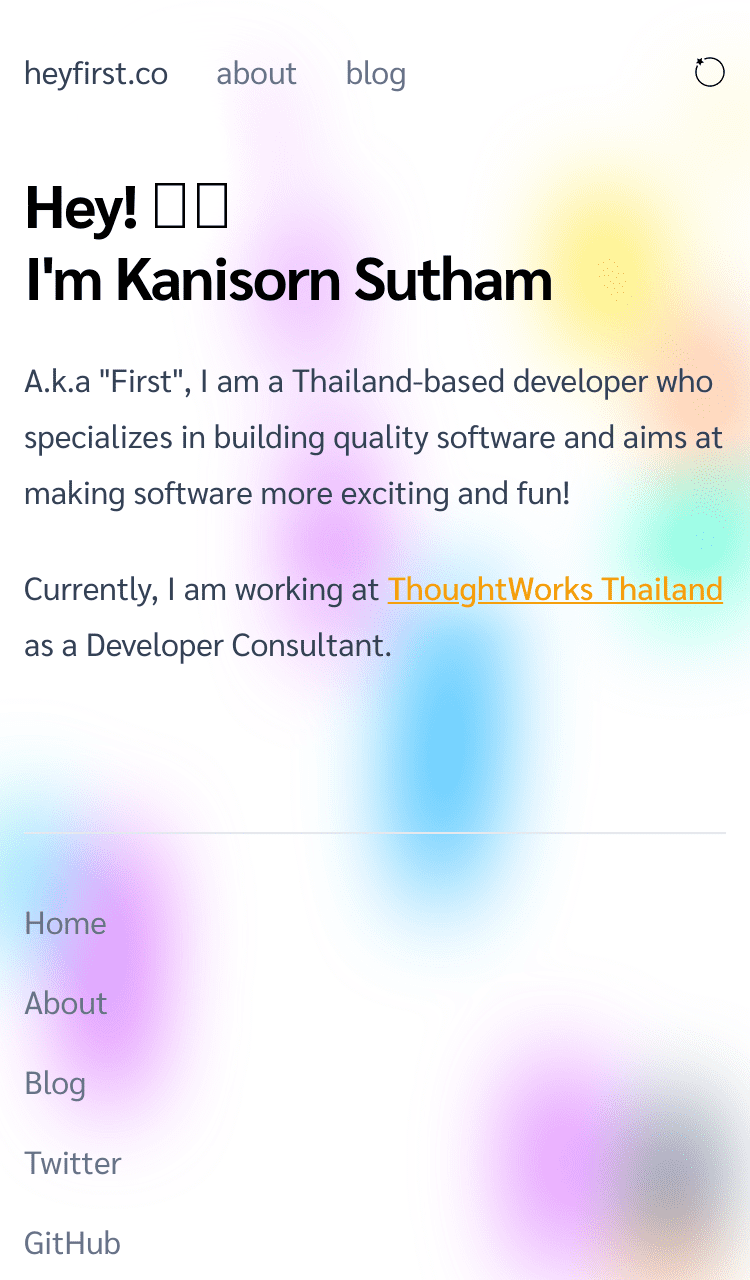 heyfirst.co about blog
Hey!
I'm Kanisorn Sutham
A.k.a "First", I am a Thailand-based developer who
specializes in building quality software and aims at
making software more exciting and fun!
Currently, I am working at ThoughtWorks Thailand
as a Developer Consultant.
Home
About
Blog
Twitter
GitHub